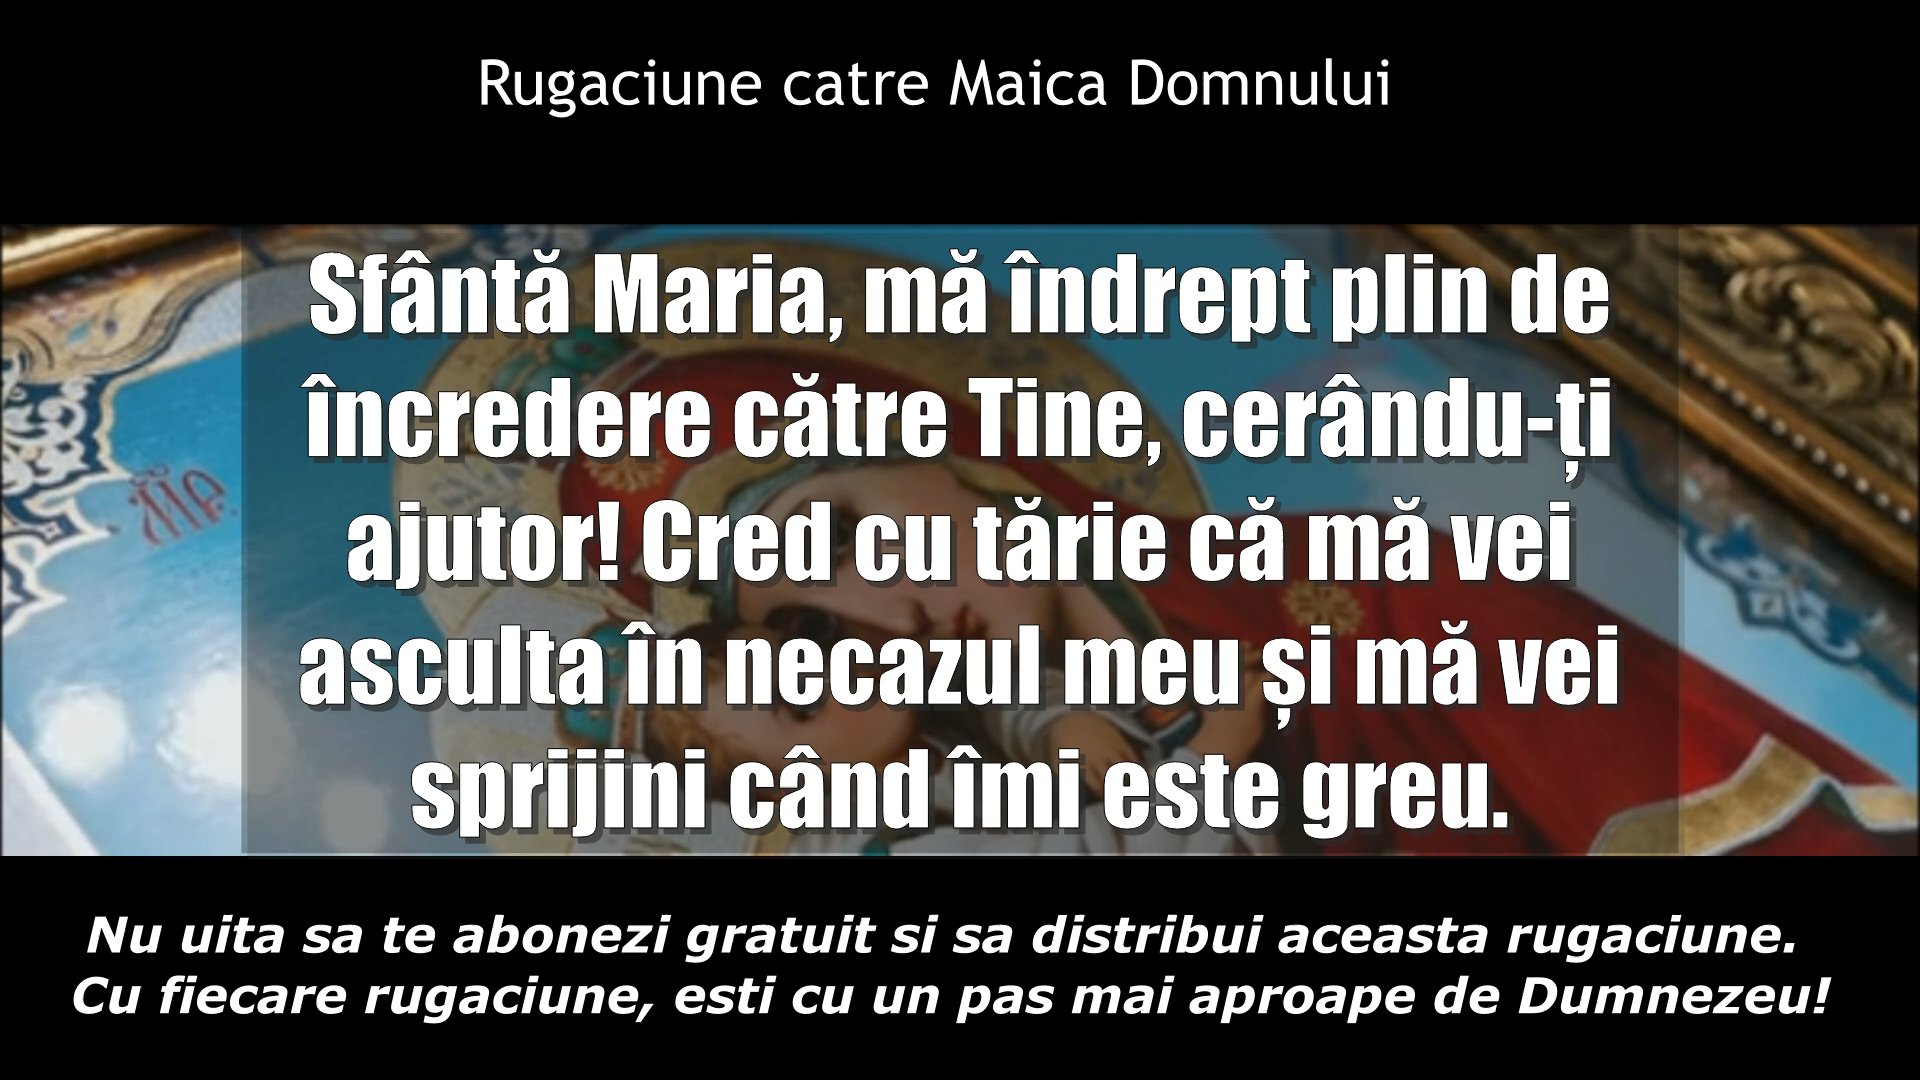 Rugaciune catre Maica Domnului
Sfântă Maria, mă îndrept plin de
încredere către Tine, cerându-ți
ajutor! Cred cu tărie că mă vei
asculta în necazul meu și mă vei
sprijini când îmi este greu.
Nu uita sa te abonezi gratuit si sa distribui aceasta rugaciune.
Cu fiecare rugaciune, esti cu un pas mai aproape de Dumnezeu!